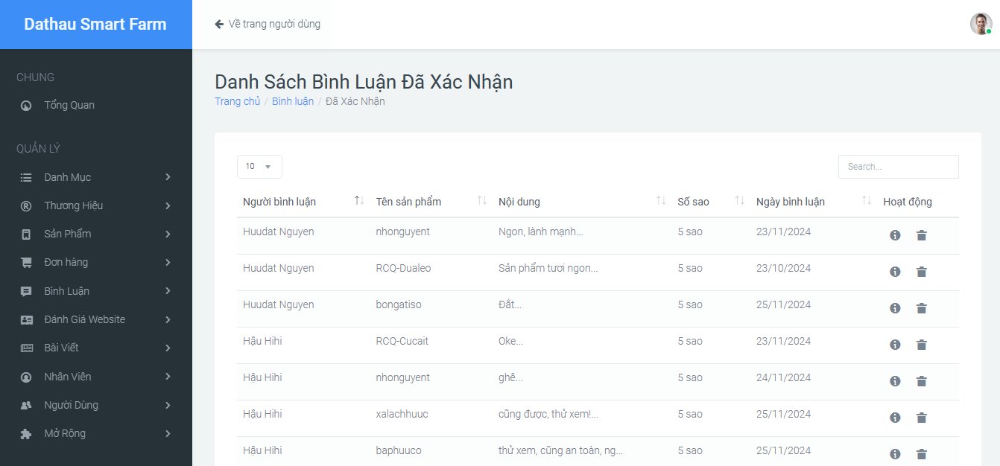 Dathau Smart Farm
Về trang người dùng
CHUNG
Tổng Quan
QUẢN LÝ
Danh Mục
Thương Hiệu
Sản Phẩm
Đơn hàng
Bình Luận
Đánh Giá Website
Bài Viết
Nhân Viên
Người Dùng
Mở Rộng
Danh Sách Bình Luận Đã Xác Nhận
Trang chủ / Bình luận / Đã Xác Nhận
10
Search...
Người bình luận Tên sản phẩm Nội dung Số sao Ngày bình luận Hoạt động
Huudat Nguyen nhonguyent Ngon, lành mạnh... 5 sao 23/11/2024
Huudat Nguyen RCQ-Dualeo Sản phẩm tươi ngon... 5 sao 23/10/2024
Huudat Nguyen bongatiso Đắt... 5 sao 25/11/2024
Hậu Hihi RCQ-Cucait Oke... 5 sao 23/11/2024
Hậu Hihi nhonguyent ghê... 5 sao 24/11/2024
Hậu Hihi xalachhuuc cũng được, thử xem!... 5 sao 25/11/2024
Hậu Hihi baphuuco thử xem, cũng an toàn, ng... 5 sao 25/11/2024